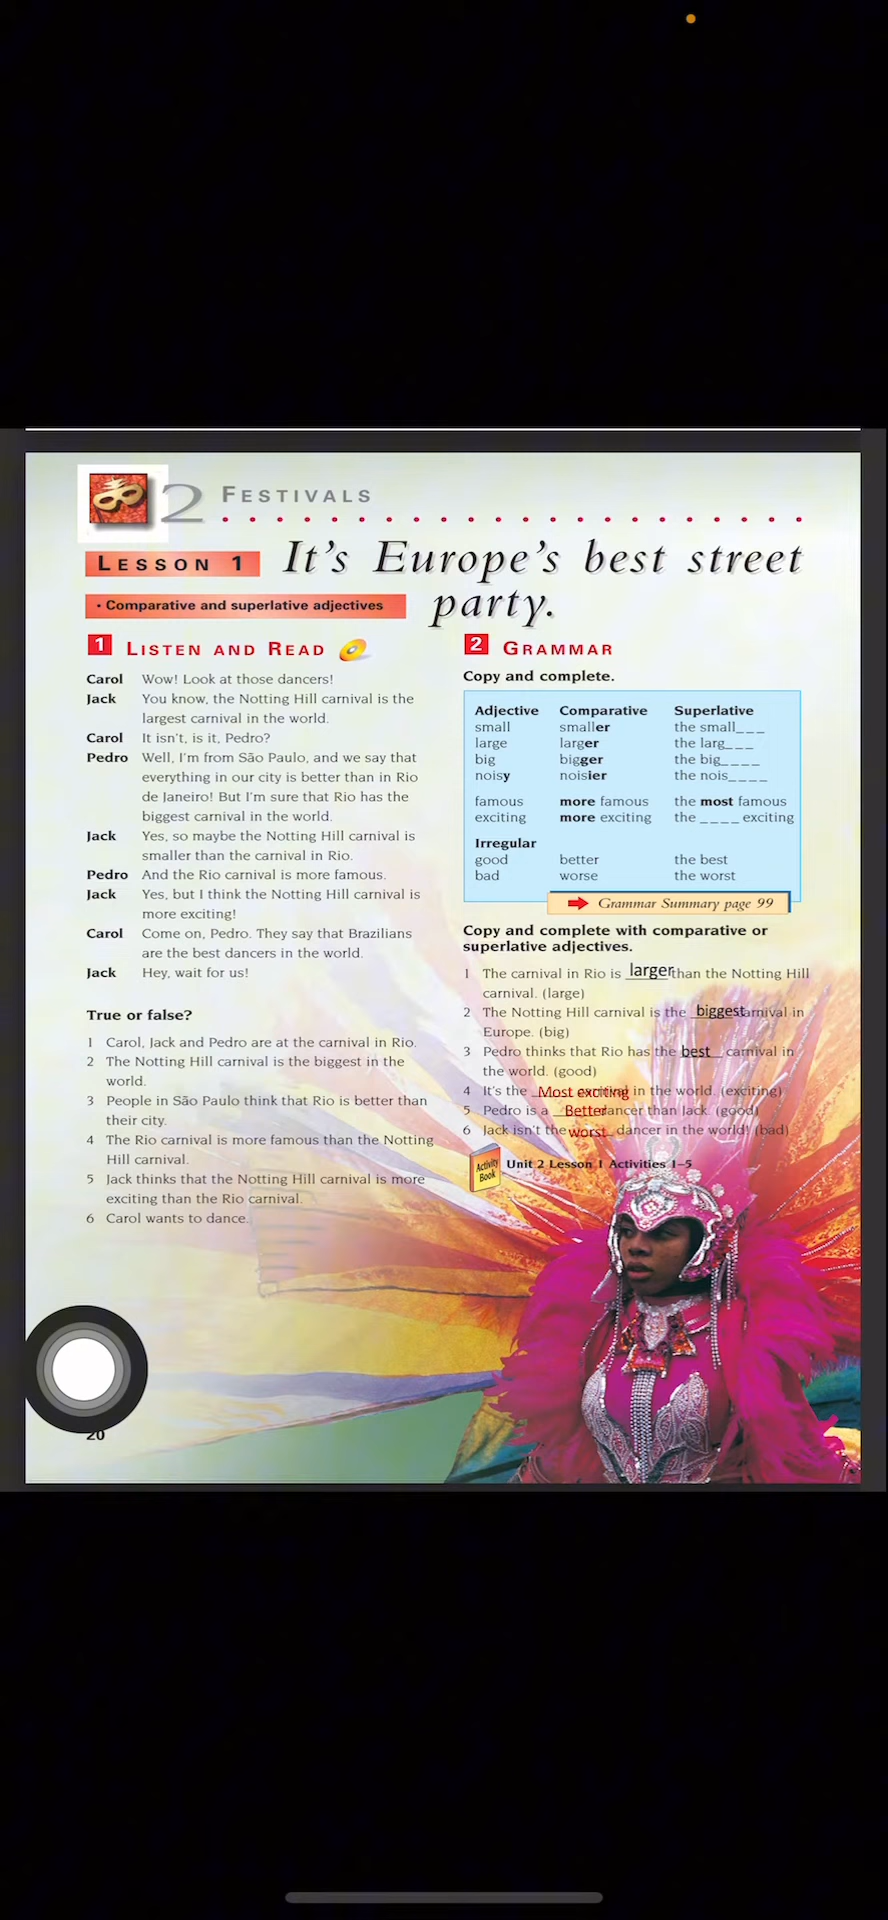 2 FESTIVALS
LESSON 1
It's Europe's best street
party.
• Comparative and superlative adjectives
1 LISTEN AND READ
Carol Wow! Look at those dancers!
Jack You know, the Notting Hill carnival is the
largest carnival in the world.
Carol It isn't, is it, Pedro?
Pedro Well, I'm from São Paulo, and we say that
everything in our city is better than in Rio
de Janeiro! But I'm sure that Rio has the
biggest carnival in the world.
Jack Yes, so maybe the Notting Hill carnival is
smaller than the carnival in Rio.
Pedro And the Rio carnival is more famous.
Jack Yes, but I think the Notting Hill carnival is
more exciting!
Carol Come on, Pedro. They say that Brazilians
are the best dancers in the world.
Jack Hey, wait for us!
True or false?
1 Carol, Jack and Pedro are at the carnival in Rio.
2 The Notting Hill carnival is the biggest in the
world.
3 People in São Paulo think that Rio is better than
their city.
4 The Rio carnival is more famous than the Notting
Hill carnival.
5 Jack thinks that the Notting Hill carnival is more
exciting than the Rio carnival.
6 Carol wants to dance.
20
2 GRAMMAR
Copy and complete.
Adjective Comparative Superlative
small smaller the small___
large larger the larg___
big bigger the big____
noisy noisier the nois____
famous more famous the most famous
exciting more exciting the ____ exciting
Irregular
good better the best
bad worse the worst
Grammar Summary page 99
Copy and complete with comparative or
superlative adjectives.
1 The carnival in Rio is larger than the Notting Hill
carnival. (large)
2 The Notting Hill carnival is the biggest carnival in
Europe. (big)
3 Pedro thinks that Rio has the best carnival in
the world. (good)
4 It's the Most exciting in the world. (exciting)
5 Pedro is a Better dancer than Jack. (good)
6 Jack isn't the worst dancer in the world! (bad)
Activity
Book
Unit 2 Lesson 1 Activities 1–5